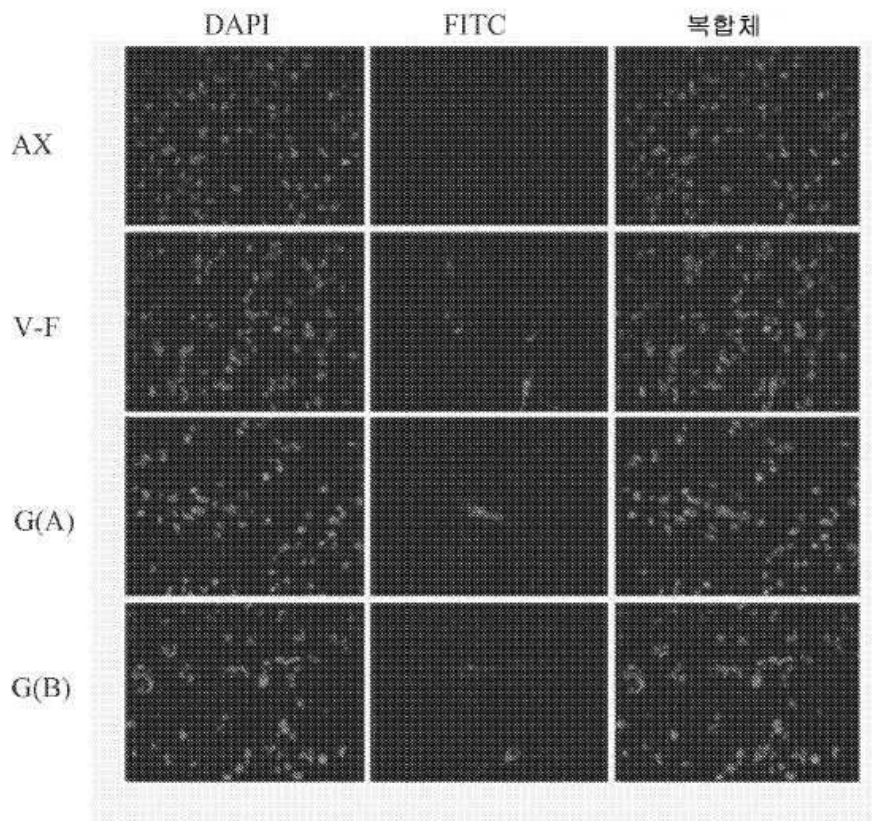 DAPI FITC 복합체
AX
V-F
G(A)
G(B)